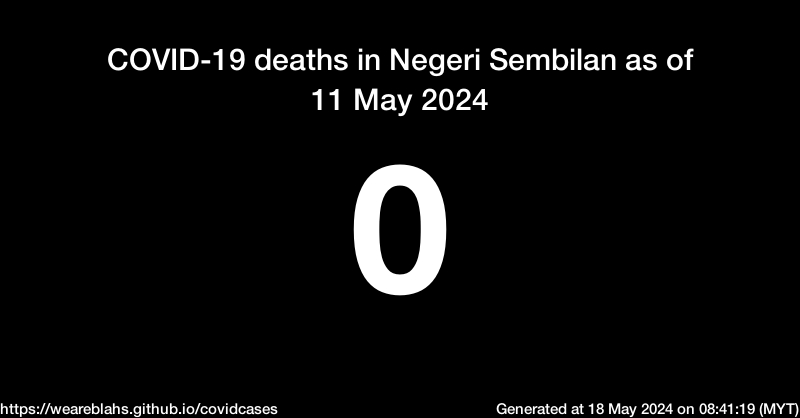 COVID-19 deaths in Negeri Sembilan as of
11 May 2024
0
https://weareblahs.github.io/covidcases
Generated at 18 May 2024 on 08:41:19 (MYT)